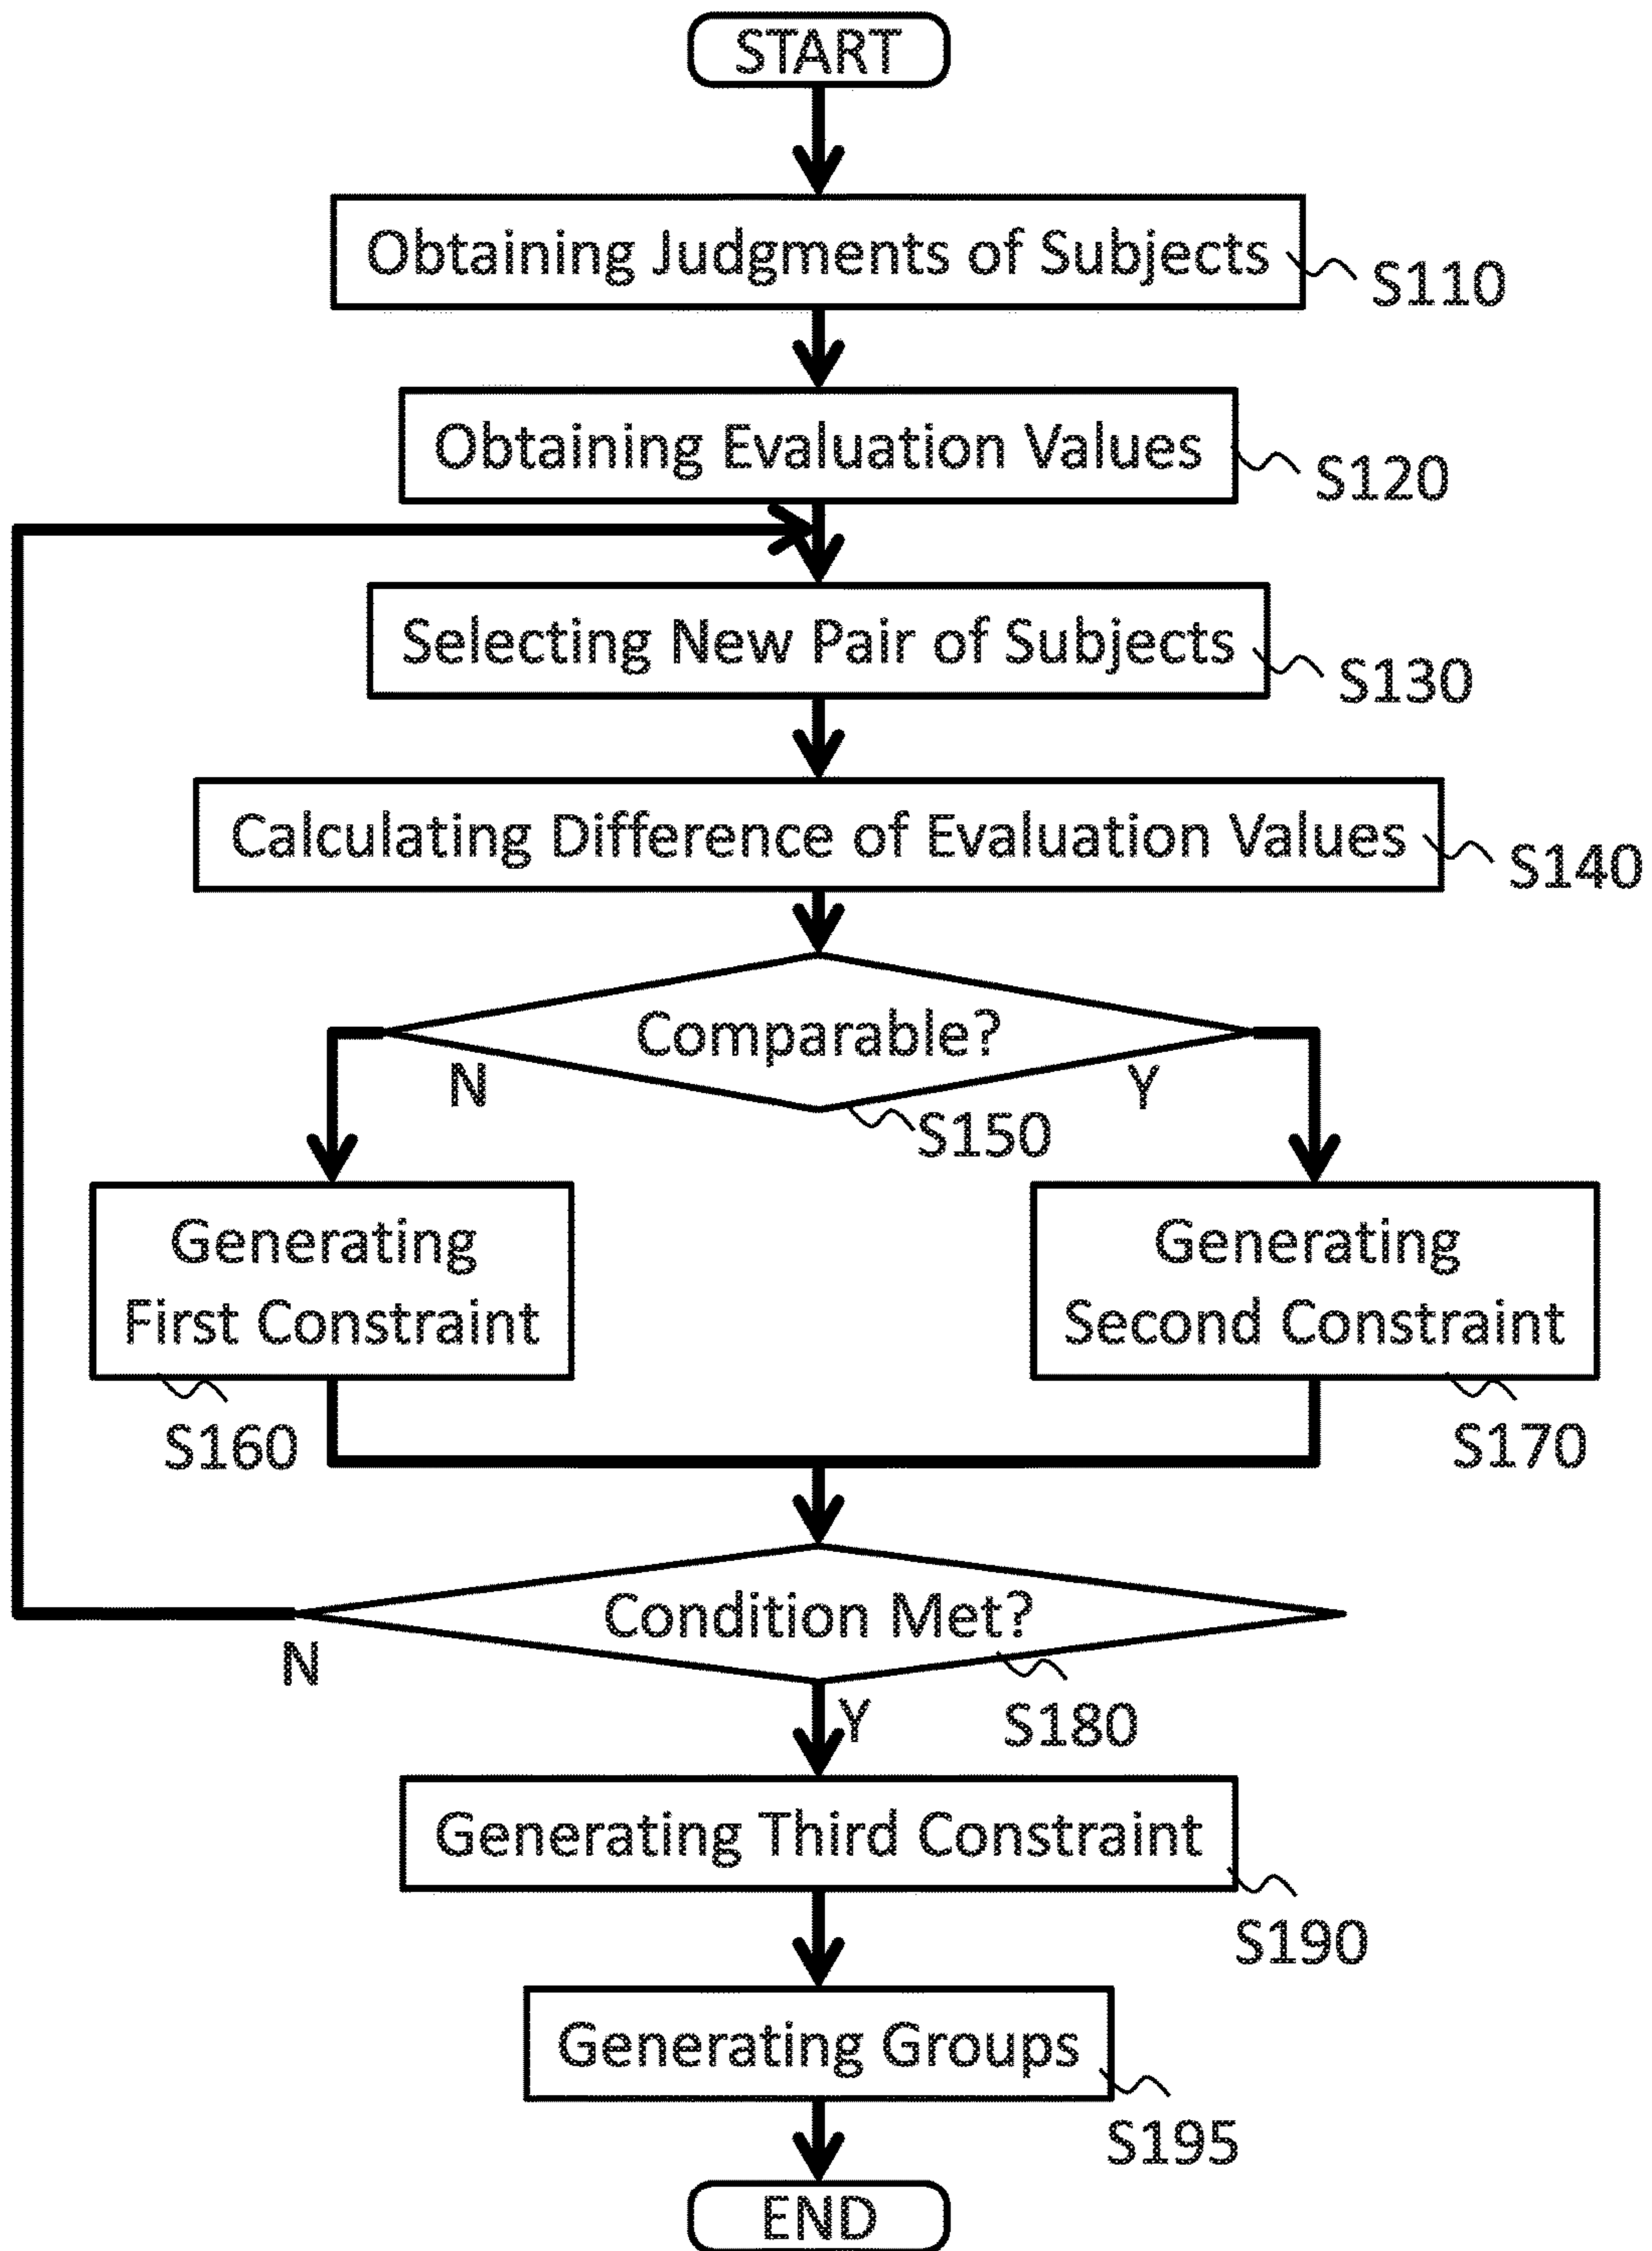 START
Obtaining Judgments of Subjects
S110
Obtaining Evaluation Values
S120
Selecting New Pair of Subjects
S130
Calculating Difference of Evaluation Values
S140
Comparable?
N
Y
S150
Generating
First Constraint
S160
Generating
Second Constraint
S170
Condition Met?
N
Y
S180
Generating Third Constraint
S190
Generating Groups
S195
END